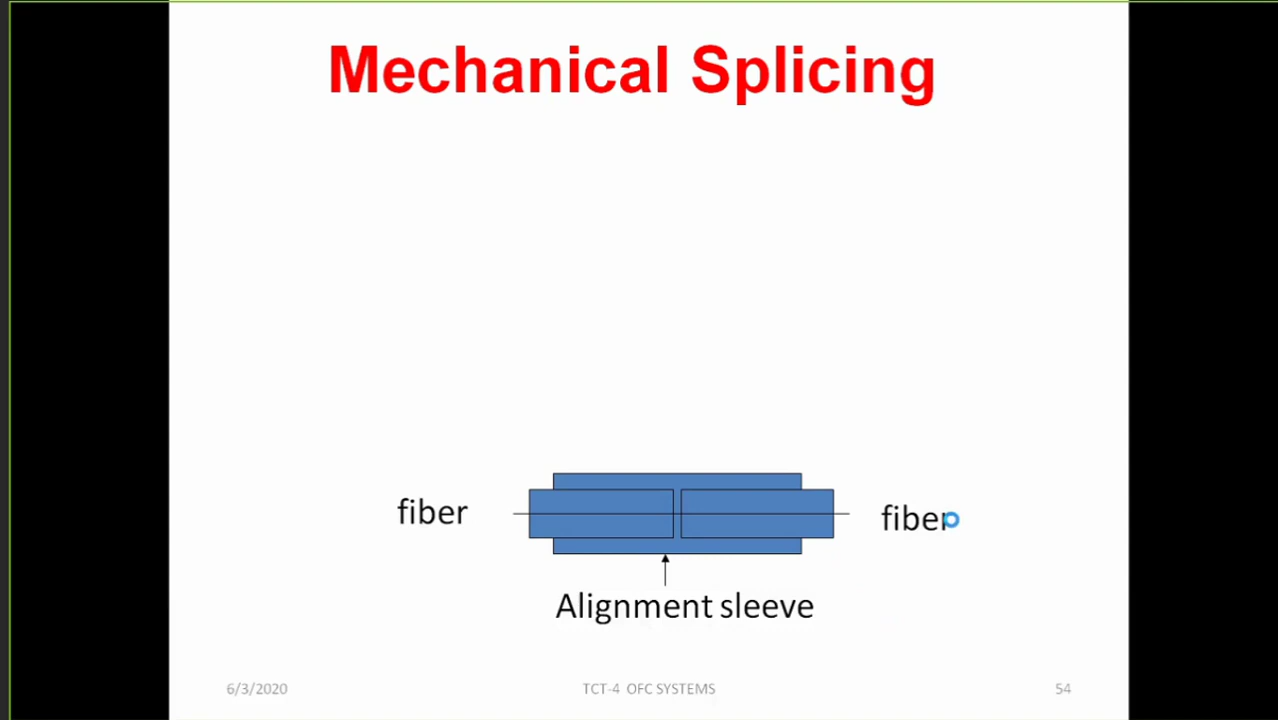 Mechanical Splicing
fiber
fiber
Alignment sleeve
6/3/2020
TCT-4 OFC SYSTEMS
54